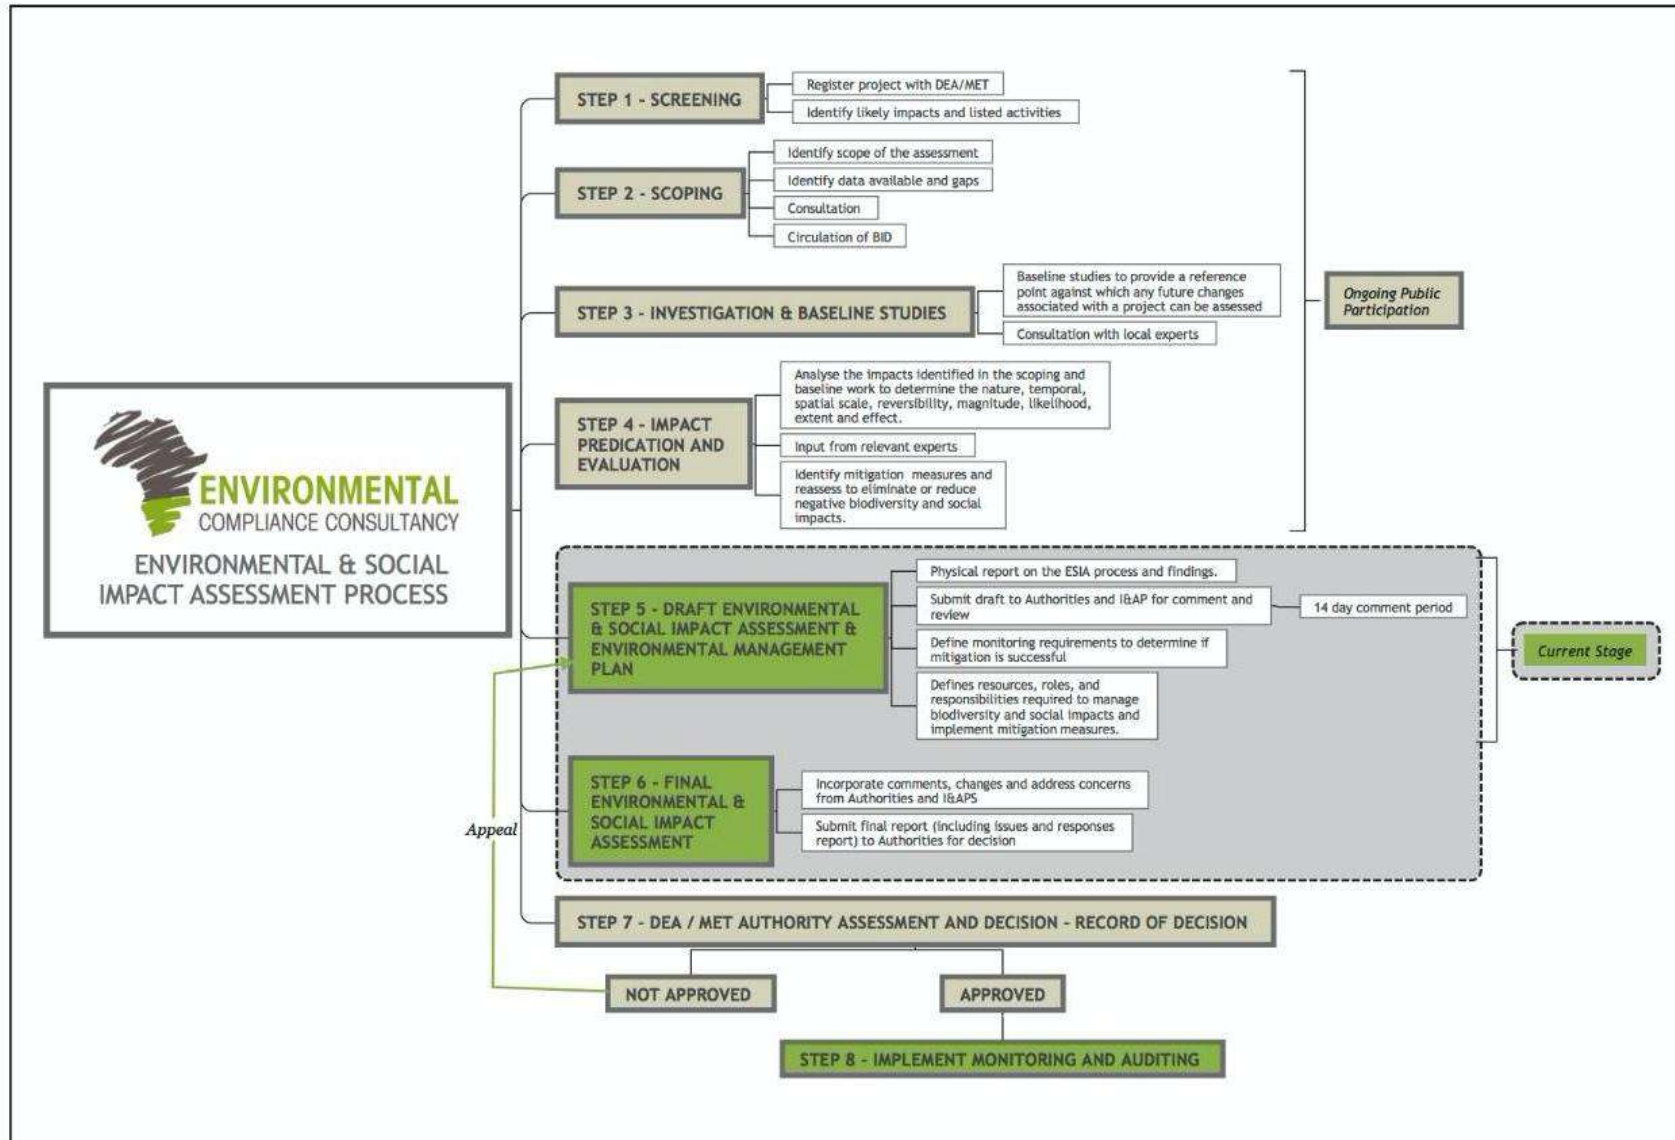 STEP 1 - SCREENING
Register project with DEA/MET
Identify likely impacts and listed activities
STEP 2 - SCOPING
Identify scope of the assessment
Identify data available and gaps
Consultation
Circulation of BID
STEP 3 - INVESTIGATION & BASELINE STUDIES
Baseline studies to provide a reference
point against which any future changes
associated with a project can be assessed
Consultation with local experts
Ongoing Public
Participation
STEP 4 - IMPACT
PREDICATION AND
EVALUATION
Analyse the impacts identified in the scoping and
baseline work to determine the nature, temporal,
spatial scale, reversibility, magnitude, likelihood,
extent and effect.
Input from relevant experts
Identify mitigation measures and
reassess to eliminate or reduce
negative biodiversity and social
impacts.
ENVIRONMENTAL
COMPLIANCE CONSULTANCY
ENVIRONMENTAL & SOCIAL
IMPACT ASSESSMENT PROCESS
STEP 5 - DRAFT ENVIRONMENTAL
& SOCIAL IMPACT ASSESSMENT &
ENVIRONMENTAL MANAGEMENT
PLAN
Physical report on the ESIA process and findings.
Submit draft to Authorities and I&AP for comment and
review
14 day comment period
Define monitoring requirements to determine if
mitigation is successful
Defines resources, roles, and
responsibilities required to manage
biodiversity and social impacts and
implement mitigation measures.
Current Stage
STEP 6 - FINAL
ENVIRONMENTAL &
SOCIAL IMPACT
ASSESSMENT
Incorporate comments, changes and address concerns
from Authorities and I&APS
Submit final report (including issues and responses
report) to Authorities for decision
Appeal
STEP 7 - DEA / MET AUTHORITY ASSESSMENT AND DECISION - RECORD OF DECISION
NOT APPROVED
APPROVED
STEP 8 - IMPLEMENT MONITORING AND AUDITING